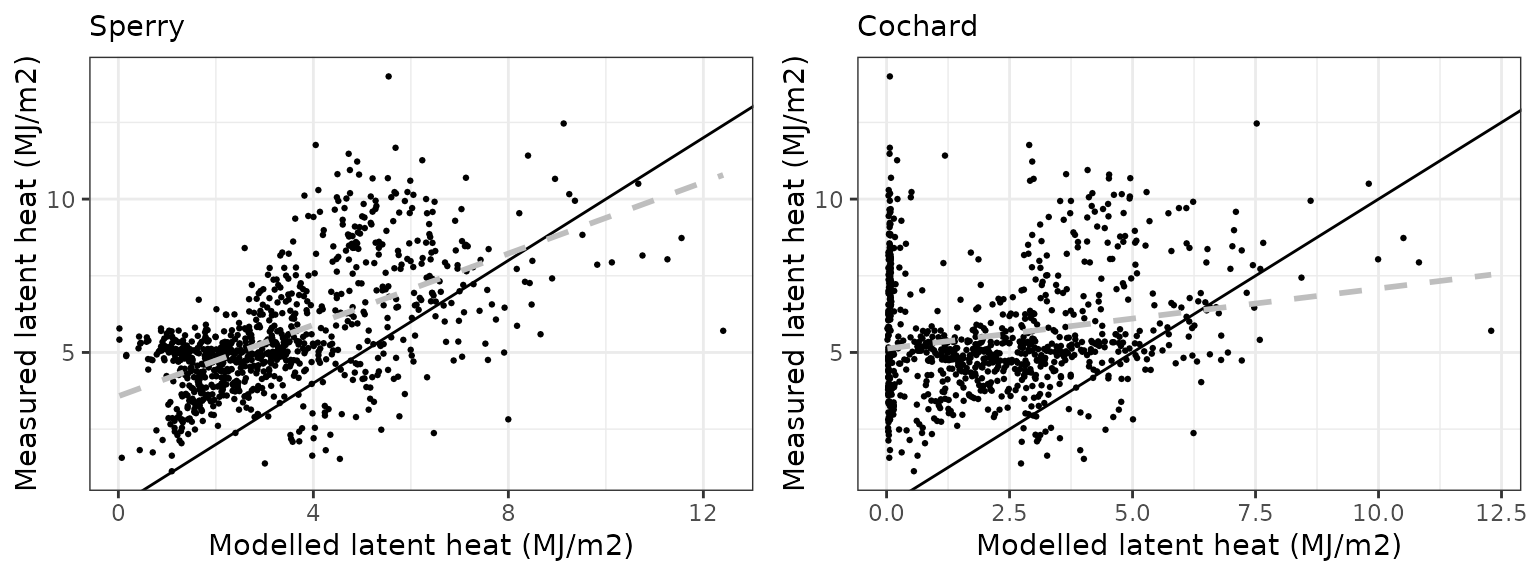 Sperry
Measured latent heat (MJ/m2)
10
5
0
4
8
12
Modelled latent heat (MJ/m2)
Cochard
Measured latent heat (MJ/m2)
10
5
0.0
2.5
5.0
7.5
10.0
12.5
Modelled latent heat (MJ/m2)